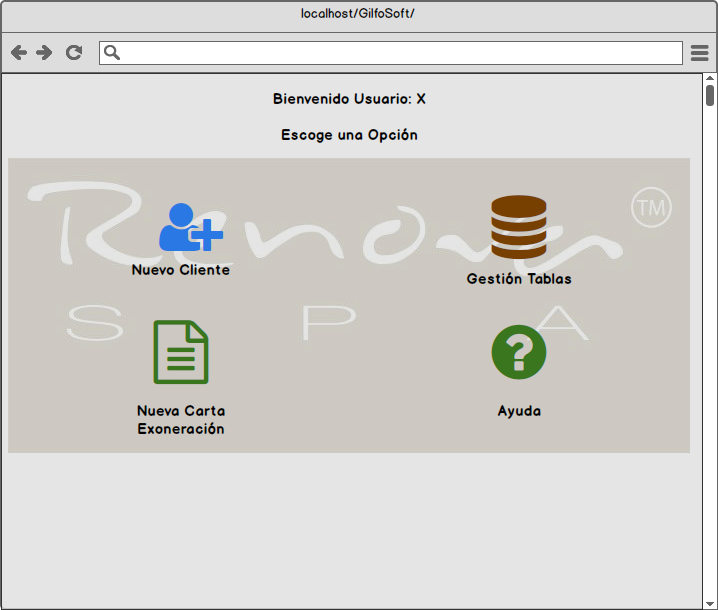 localhost/GilfoSoft/
Bienvenido Usuario: X
Escoge una Opción
Renova
TM
Nuevo Cliente
Gestión Tablas
S P A
?
Nueva Carta
Exoneración
Ayuda